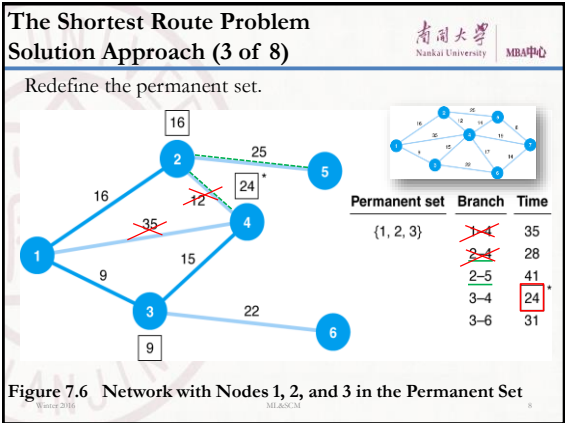 The Shortest Route Problem
Solution Approach (3 of 8)
南開大學
Nankai University
MBA中心
Redefine the permanent set.
16
2
25
5
24 *
12
16
35
4
1
15
9
3
22
6
9
Permanent set Branch Time
{1, 2, 3} 1–4 35
2–4 28
2–5 41
3–4 24 *
3–6 31
Figure 7.6 Network with Nodes 1, 2, and 3 in the Permanent Set
Winter 2016 ML&SCM 8